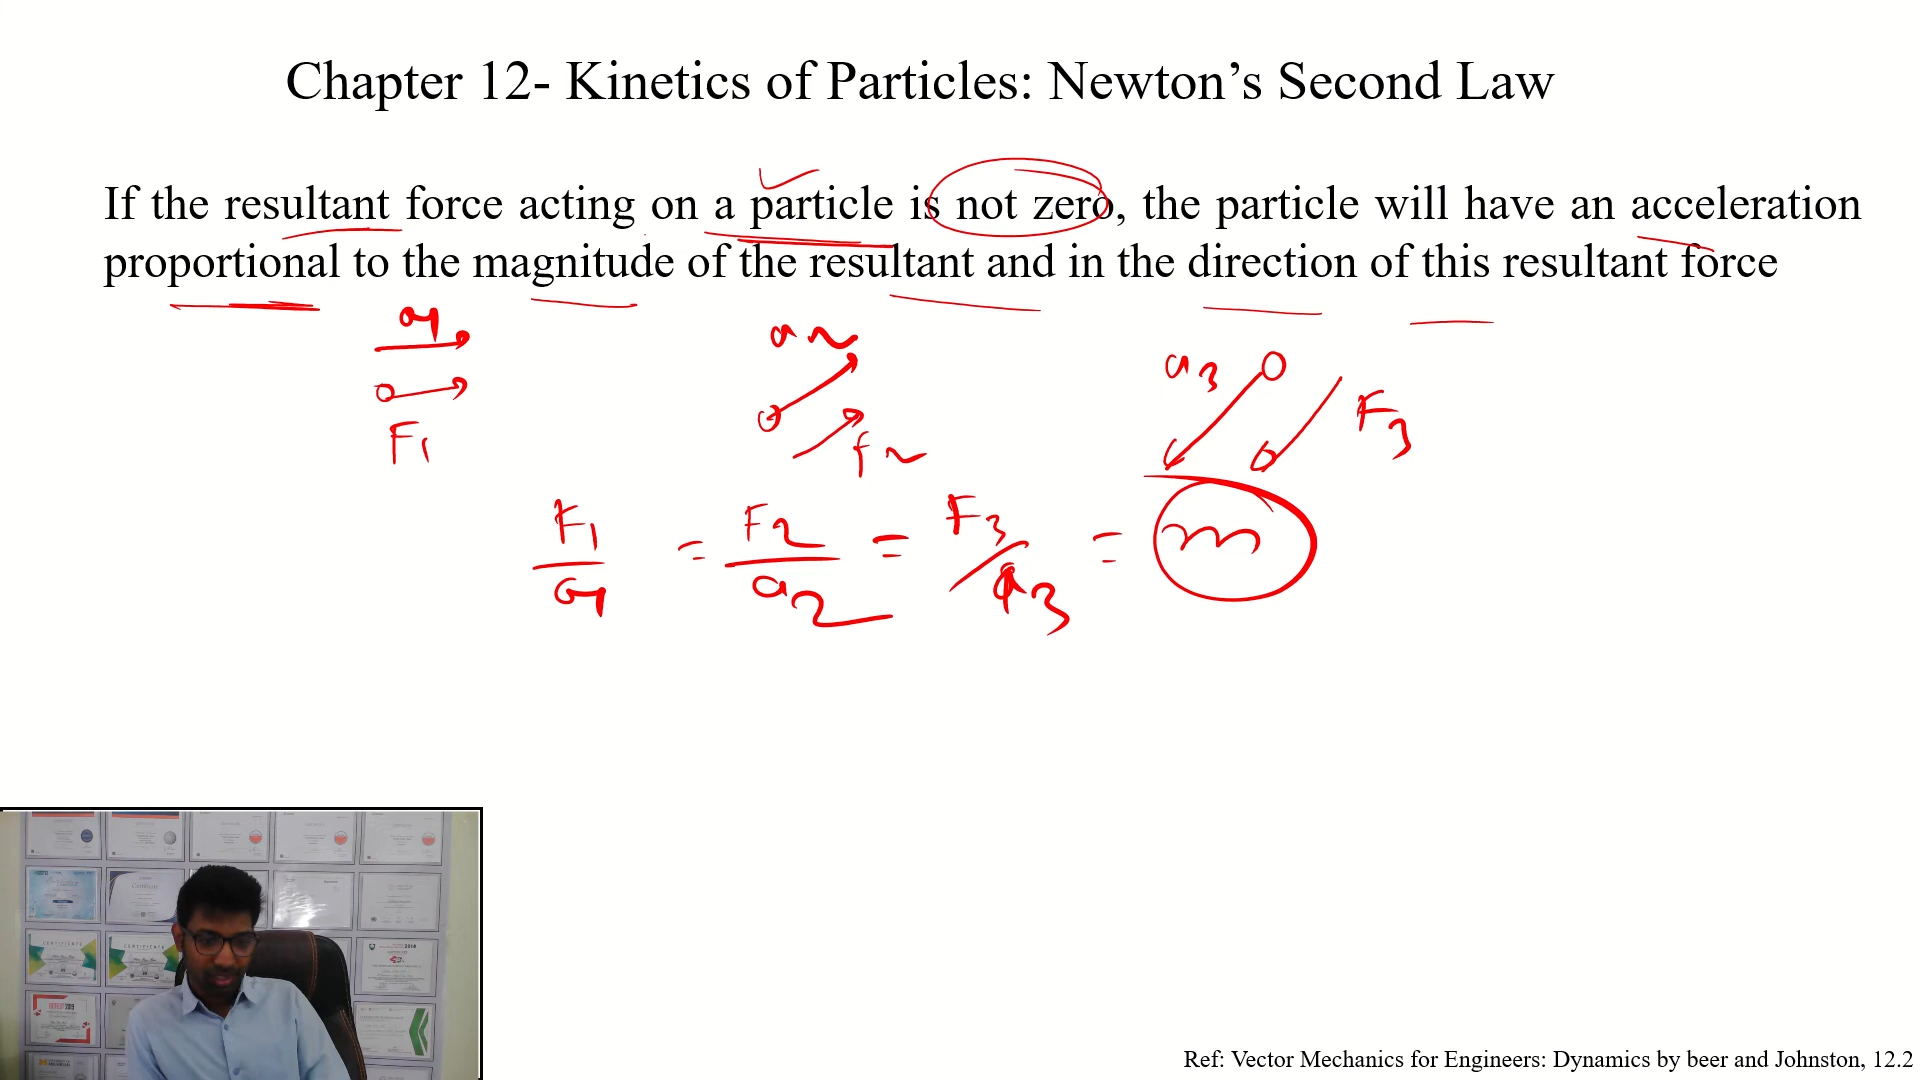 Chapter 12- Kinetics of Particles: Newton’s Second Law
If the resultant force acting on a particle is not zero, the particle will have an acceleration
proportional to the magnitude of the resultant and in the direction of this resultant force
a1
a2
a3
F1
f2
F3
F1/a1 = F2/a2 = F3/a3 = m
CERTIFICATE
CERTIFICATE
Ref: Vector Mechanics for Engineers: Dynamics by beer and Johnston, 12.2